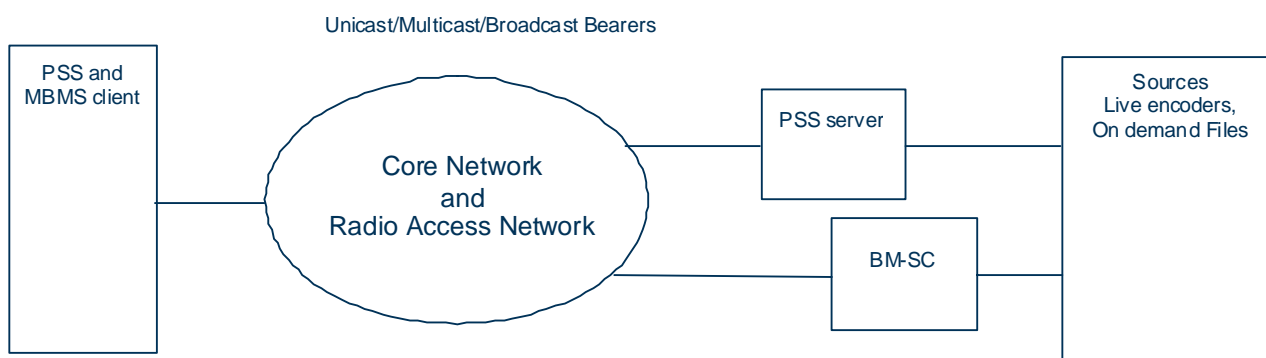 Unicast/Multicast/Broadcast Bearers
PSS and
MBMS client
Core Network
and
Radio Access Network
PSS server
BM-SC
Sources
Live encoders,
On demand Files